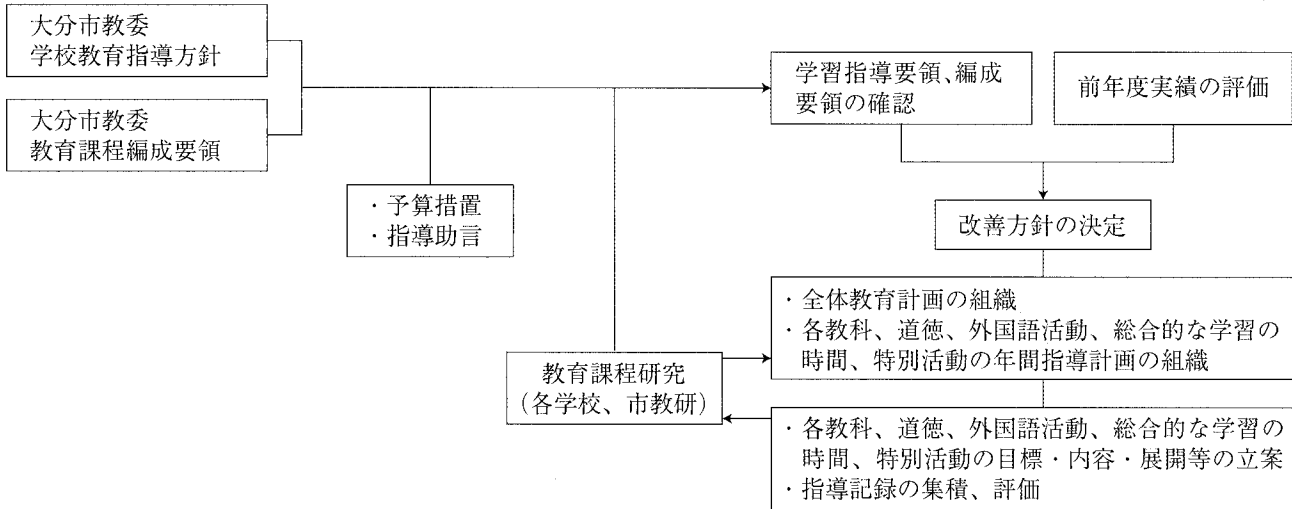 大分市教委
学校教育指導方針
大分市教委
教育課程編成要領
・予算措置
・指導助言
学習指導要領、編成
要領の確認
前年度実績の評価
改善方針の決定
・全体教育計画の組織
・各教科、道徳、外国語活動、総合的な学習の
時間、特別活動の年間指導計画の組織
教育課程研究
（各学校、市教研）
・各教科、道徳、外国語活動、総合的な学習の
時間、特別活動の目標・内容・展開等の立案
・指導記録の集積、評価